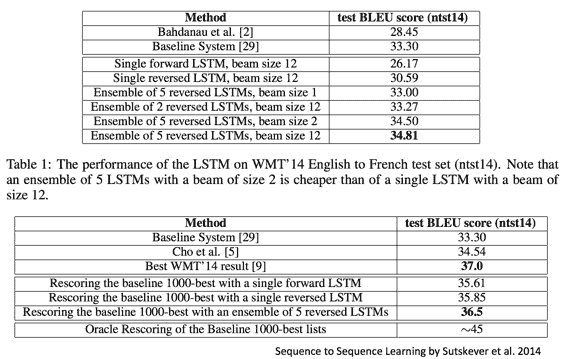 Method test BLEU score (ntst14)
Bahdanau et al. [2] 28.45
Baseline System [29] 33.30
Single forward LSTM, beam size 12 26.17
Single reversed LSTM, beam size 12 30.59
Ensemble of 5 reversed LSTMs, beam size 1 33.00
Ensemble of 2 reversed LSTMs, beam size 12 33.27
Ensemble of 5 reversed LSTMs, beam size 2 34.50
Ensemble of 5 reversed LSTMs, beam size 12 34.81
Table 1: The performance of the LSTM on WMT’14 English to French test set (ntst14). Note that
an ensemble of 5 LSTMs with a beam of size 2 is cheaper than of a single LSTM with a beam of
size 12.
Method test BLEU score (ntst14)
Baseline System [29] 33.30
Cho et al. [5] 34.54
Best WMT’14 result [9] 37.0
Rescoring the baseline 1000-best with a single forward LSTM 35.61
Rescoring the baseline 1000-best with a single reversed LSTM 35.85
Rescoring the baseline 1000-best with an ensemble of 5 reversed LSTMs 36.5
Oracle Rescoring of the Baseline 1000-best lists ∼45
Sequence to Sequence Learning by Sutskever et al. 2014